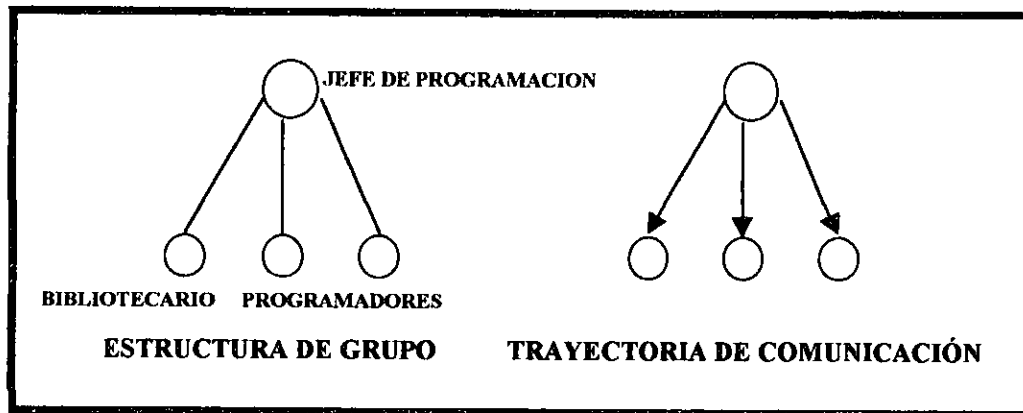 JEFE DE PROGRAMACION
BIBLIOTECARIO PROGRAMADORES
ESTRUCTURA DE GRUPO
TRAYECTORIA DE COMUNICACIÓN